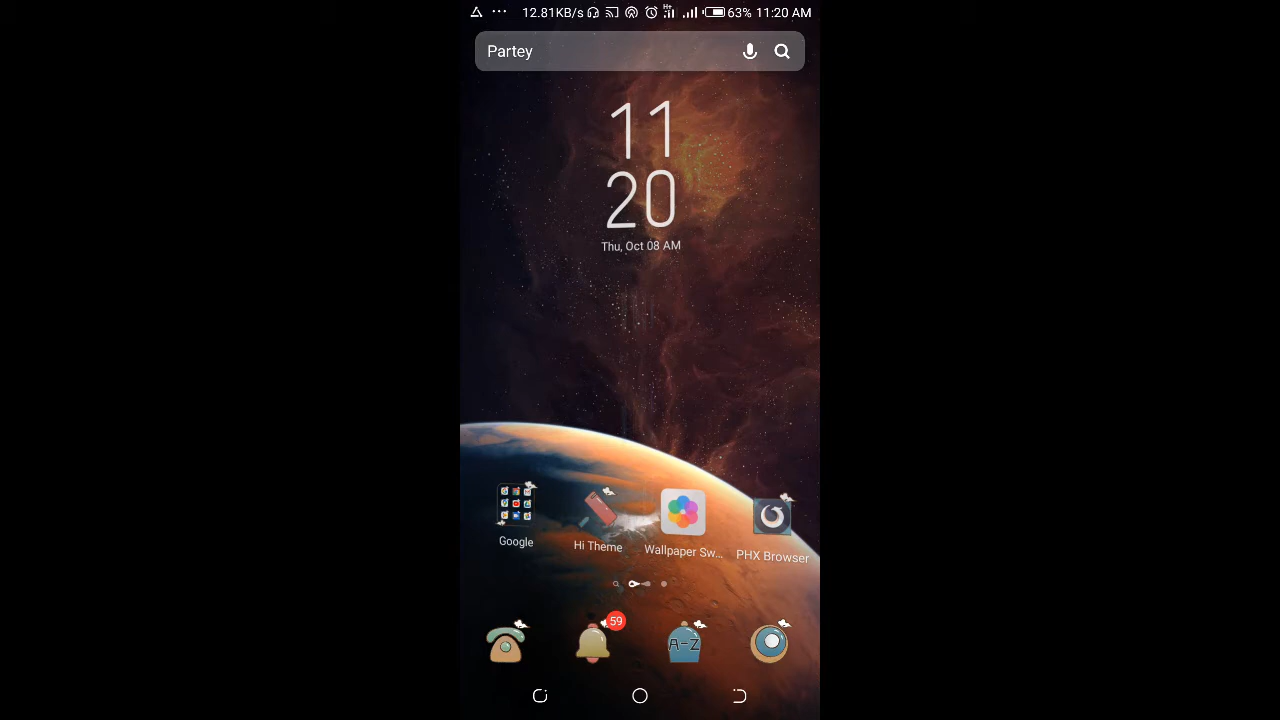 12.81KB/s H+ 63% 11:20 AM
Partey
11
20
Thu, Oct 08 AM
Google
Hi Theme
Wallpaper Sw...
PHX Browser
59
A-Z